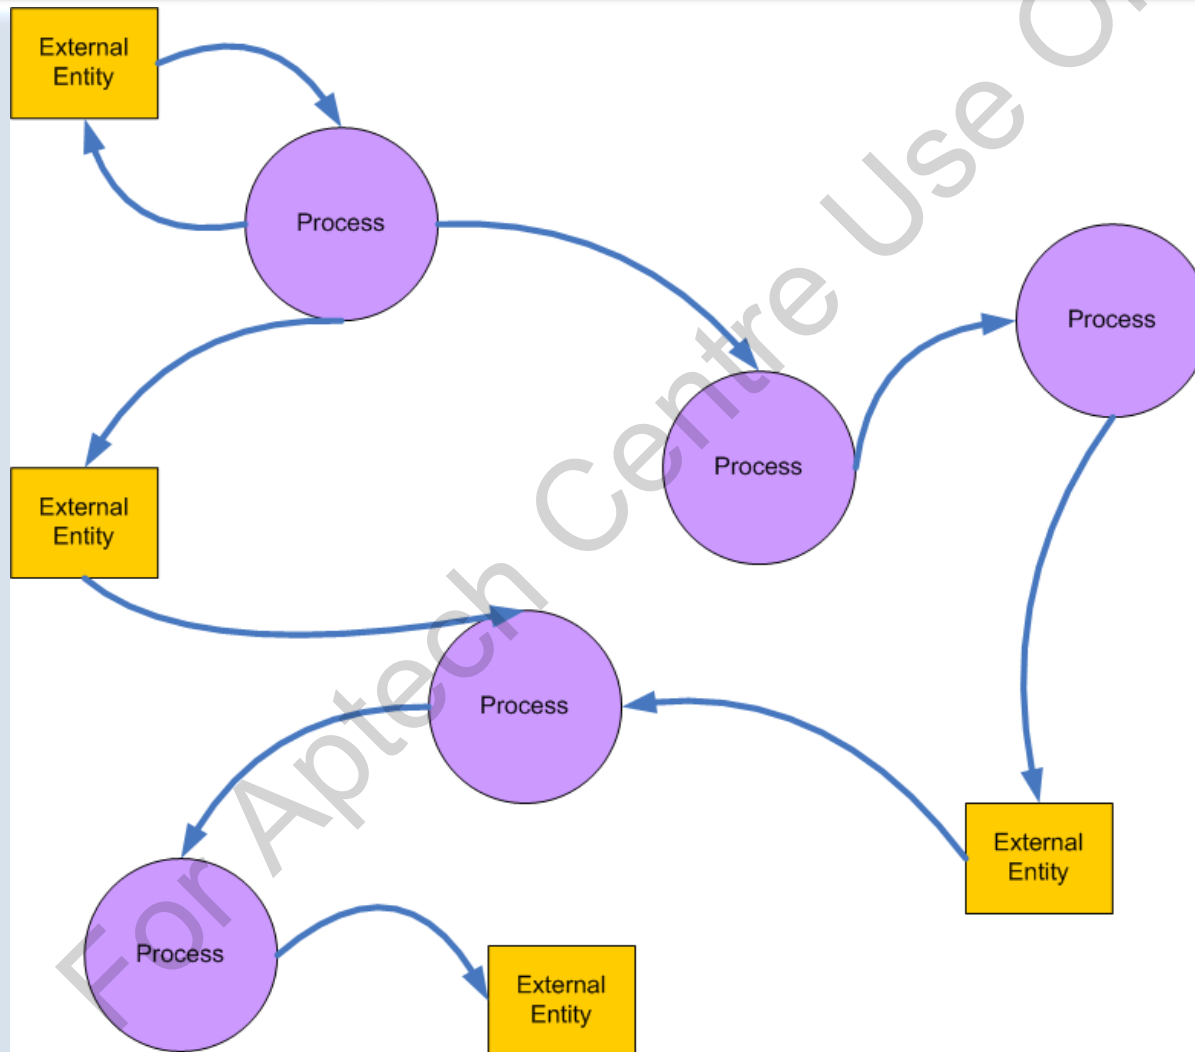 External
Entity
Process
Process
Process
External
Entity
Process
External
Entity
Process
External
Entity
For Aptech Centre Use